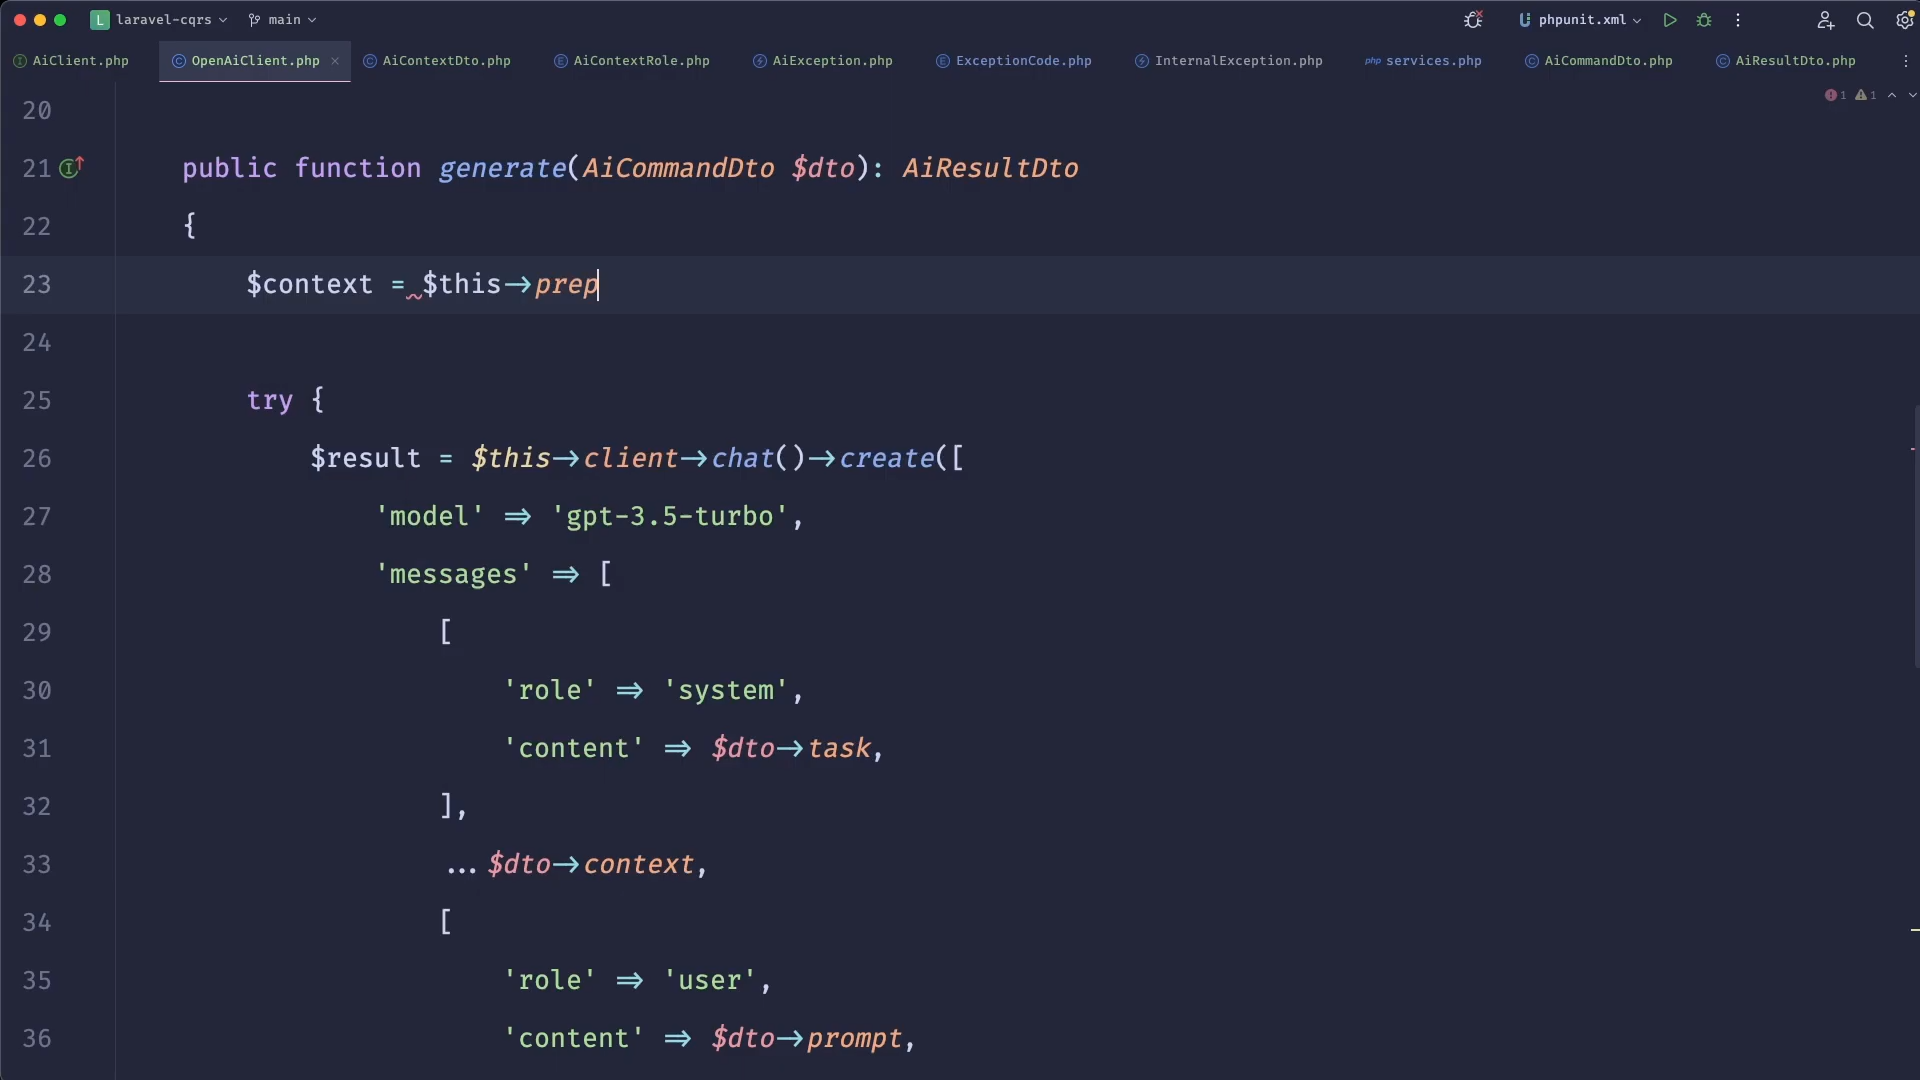 L laravel-cqrs main phpunit.xml
AiClient.php OpenAiClient.php AiContextDto.php AiContextRole.php AiException.php ExceptionCode.php InternalException.php php services.php AiCommandDto.php AiResultDto.php
1 1
20
21 public function generate(AiCommandDto $dto): AiResultDto
22 {
23 $context = $this->prep
24
25 try {
26 $result = $this->client->chat()->create([
27 'model' => 'gpt-3.5-turbo',
28 'messages' => [
29 [
30 'role' => 'system',
31 'content' => $dto->task,
32 ],
33 ...$dto->context,
34 [
35 'role' => 'user',
36 'content' => $dto->prompt,